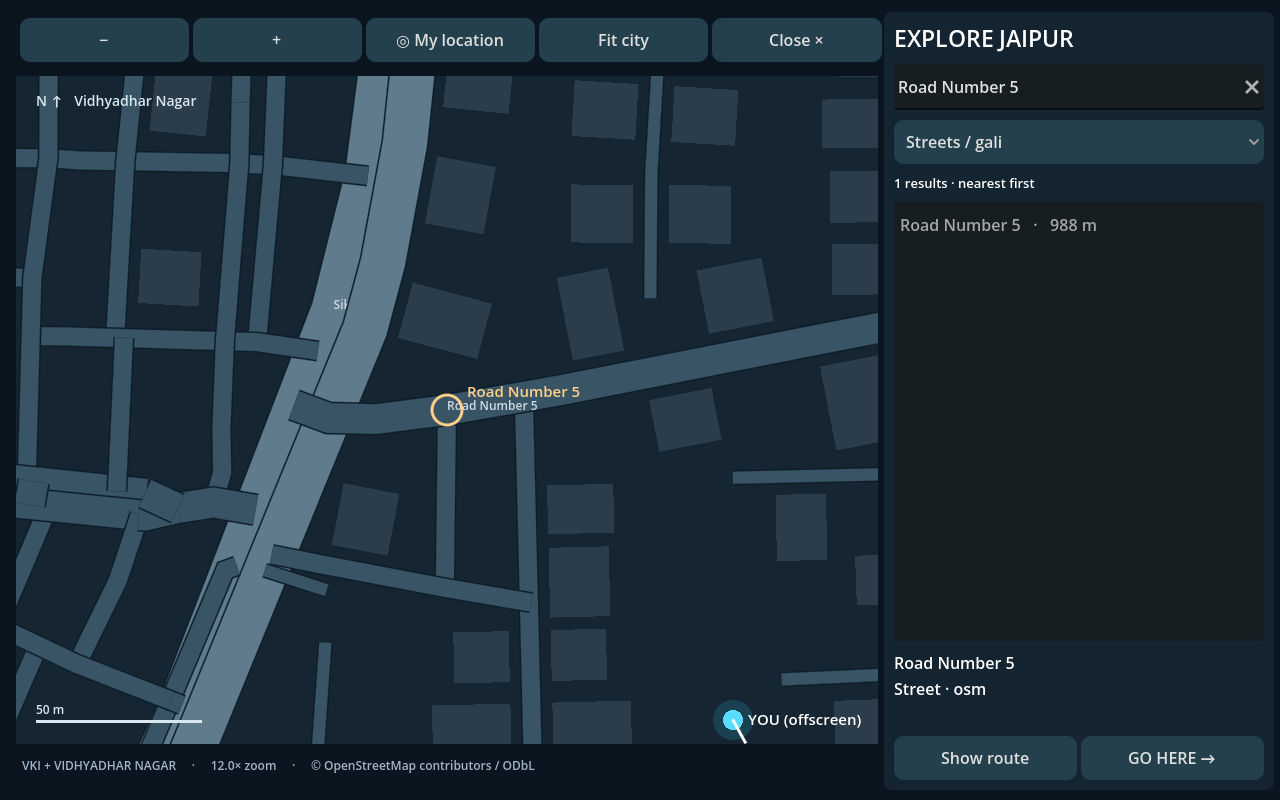 −
+
◎ My location
Fit city
Close ×
EXPLORE JAIPUR
Road Number 5
Streets / gali
1 results · nearest first
Road Number 5 · 988 m
N ↑ Vidhyadhar Nagar
Sik
Road Number 5
Road Number 5
50 m
YOU (offscreen)
Road Number 5
Street · osm
Show route
GO HERE →
VKI + VIDHYADHAR NAGAR · 12.0× zoom · © OpenStreetMap contributors / ODbL